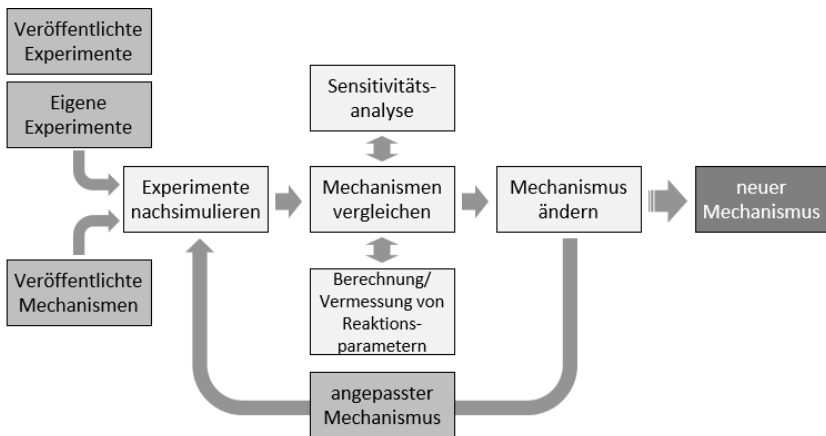 Veröffentlichte
Experimente
Eigene
Experimente
Veröffentlichte
Mechanismen
Experimente
nachsimulieren
Sensitivitäts-
analyse
Mechanismen
vergleichen
Berechnung/
Vermessung von
Reaktions-
parametern
Mechanismus
ändern
neuer
Mechanismus
angepasster
Mechanismus